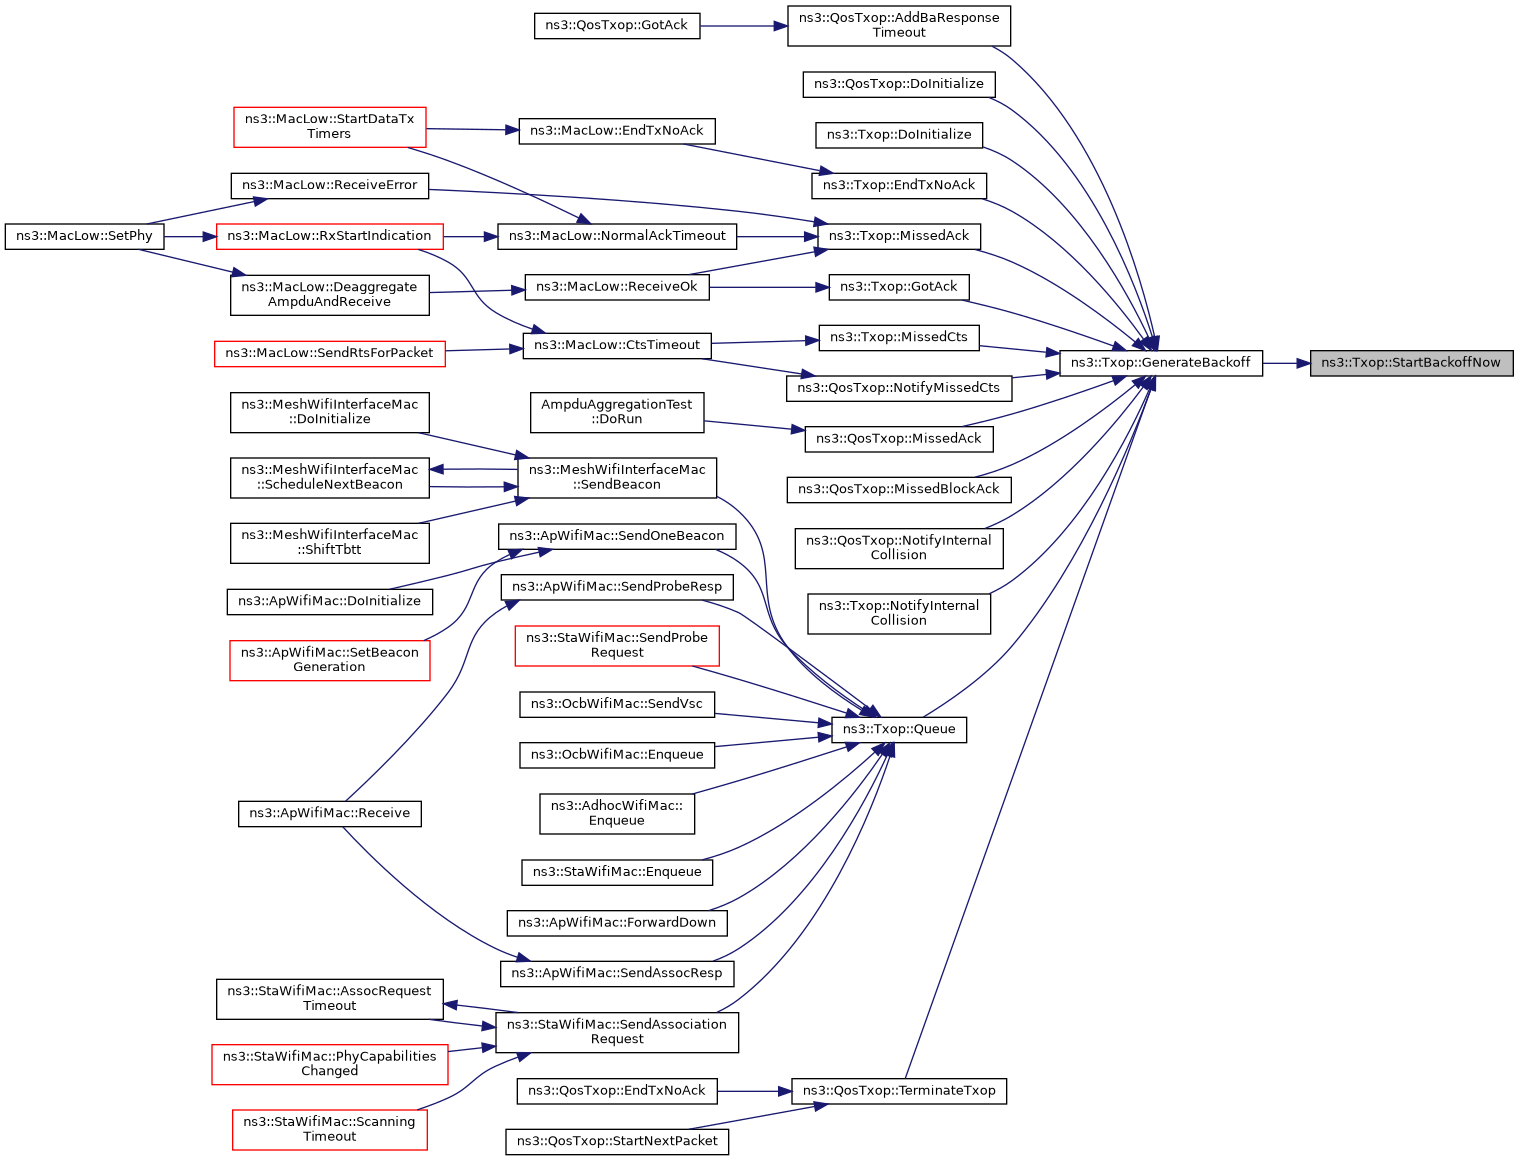 ns3::QosTxop::GotAck
ns3::QosTxop::AddBaResponse
Timeout
ns3::QosTxop::DoInitialize
ns3::MacLow::StartDataTx
Timers
ns3::MacLow::EndTxNoAck
ns3::Txop::DoInitialize
ns3::MacLow::ReceiveError
ns3::Txop::EndTxNoAck
ns3::MacLow::SetPhy
ns3::MacLow::RxStartIndication
ns3::MacLow::NormalAckTimeout
ns3::Txop::MissedAck
ns3::MacLow::Deaggregate
AmpduAndReceive
ns3::MacLow::ReceiveOk
ns3::Txop::GotAck
ns3::MacLow::SendRtsForPacket
ns3::MacLow::CtsTimeout
ns3::Txop::MissedCts
ns3::Txop::GenerateBackoff
ns3::Txop::StartBackoffNow
ns3::QosTxop::NotifyMissedCts
ns3::MeshWifiInterfaceMac
::DoInitialize
AmpduAggregationTest
::DoRun
ns3::QosTxop::MissedAck
ns3::MeshWifiInterfaceMac
::ScheduleNextBeacon
ns3::MeshWifiInterfaceMac
::SendBeacon
ns3::QosTxop::MissedBlockAck
ns3::MeshWifiInterfaceMac
::ShiftTbtt
ns3::ApWifiMac::SendOneBeacon
ns3::QosTxop::NotifyInternal
Collision
ns3::ApWifiMac::DoInitialize
ns3::ApWifiMac::SendProbeResp
ns3::Txop::NotifyInternal
Collision
ns3::ApWifiMac::SetBeacon
Generation
ns3::StaWifiMac::SendProbe
Request
ns3::OcbWifiMac::SendVsc
ns3::Txop::Queue
ns3::OcbWifiMac::Enqueue
ns3::ApWifiMac::Receive
ns3::AdhocWifiMac::
Enqueue
ns3::StaWifiMac::Enqueue
ns3::ApWifiMac::ForwardDown
ns3::ApWifiMac::SendAssocResp
ns3::StaWifiMac::AssocRequest
Timeout
ns3::StaWifiMac::SendAssociation
Request
ns3::StaWifiMac::PhyCapabilities
Changed
ns3::QosTxop::EndTxNoAck
ns3::QosTxop::TerminateTxop
ns3::StaWifiMac::Scanning
Timeout
ns3::QosTxop::StartNextPacket